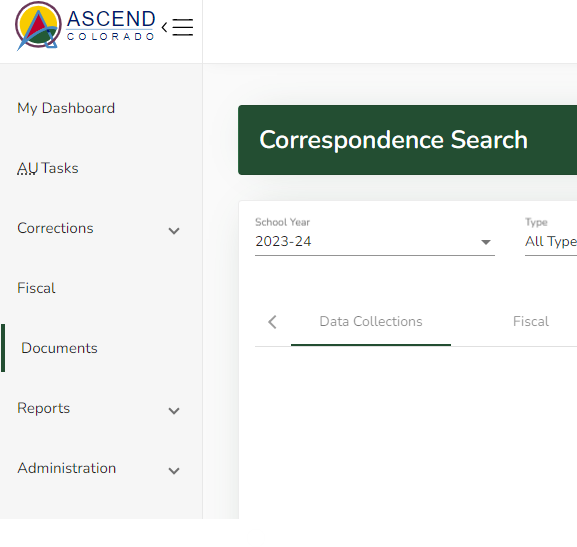 ASCEND
COLORADO
My Dashboard
AU Tasks
Corrections
Fiscal
Documents
Reports
Administration
Correspondence Search
School Year
2023-24
Type
All Type
Data Collections
Fiscal